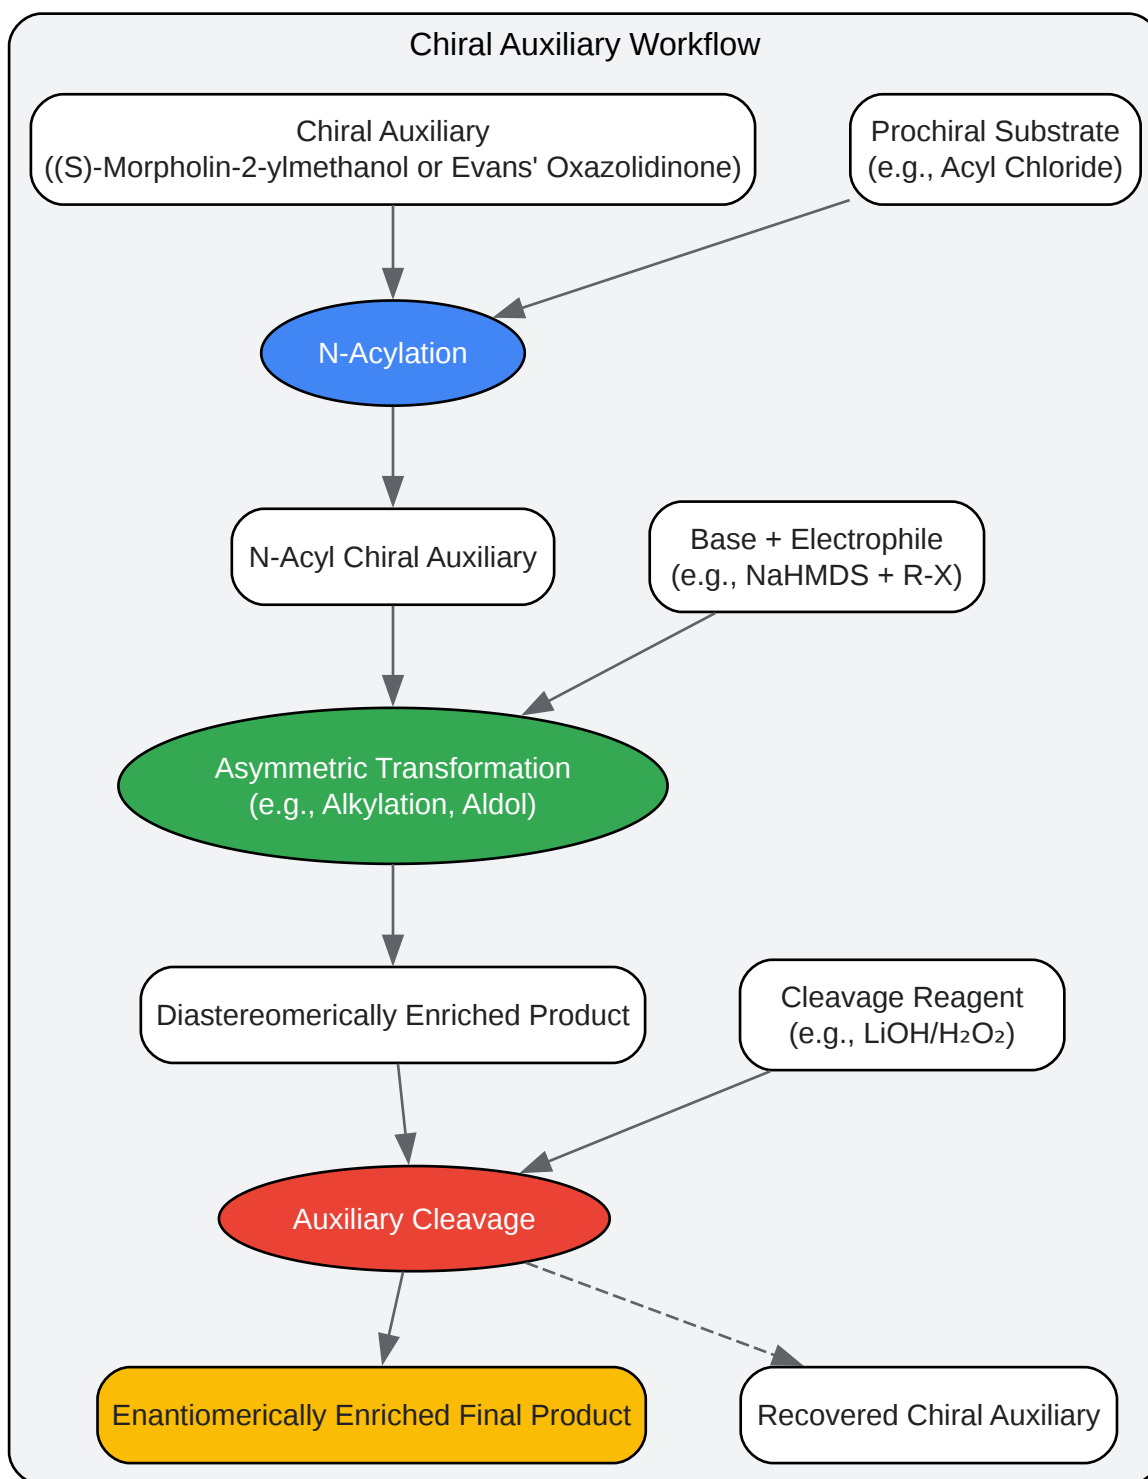 Chiral Auxiliary Workflow
Chiral Auxiliary
((S)-Morpholin-2-ylmethanol or Evans' Oxazolidinone)
Prochiral Substrate
(e.g., Acyl Chloride)
N-Acylation
N-Acyl Chiral Auxiliary
Base + Electrophile
(e.g., NaHMDS + R-X)
Asymmetric Transformation
(e.g., Alkylation, Aldol)
Diastereomerically Enriched Product
Cleavage Reagent
(e.g., LiOH/H₂O₂)
Auxiliary Cleavage
Enantiomerically Enriched Final Product
Recovered Chiral Auxiliary